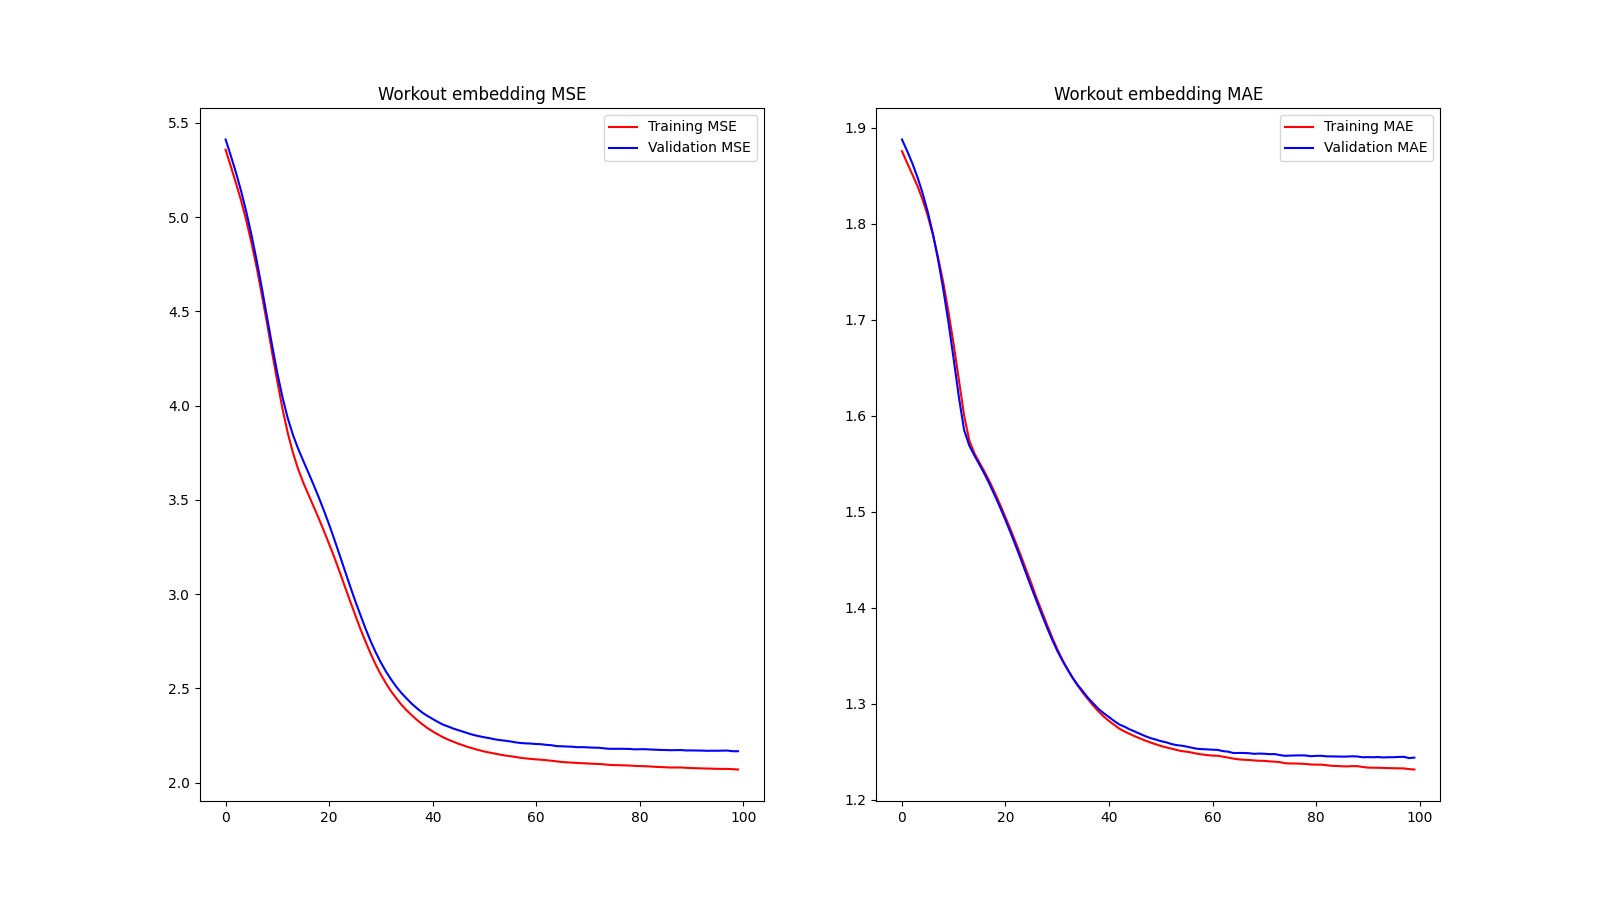 Workout embedding MSE
Training MSE
Validation MSE
5.5
5.0
4.5
4.0
3.5
3.0
2.5
2.0
0 20 40 60 80 100
Workout embedding MAE
Training MAE
Validation MAE
1.9
1.8
1.7
1.6
1.5
1.4
1.3
1.2
0 20 40 60 80 100